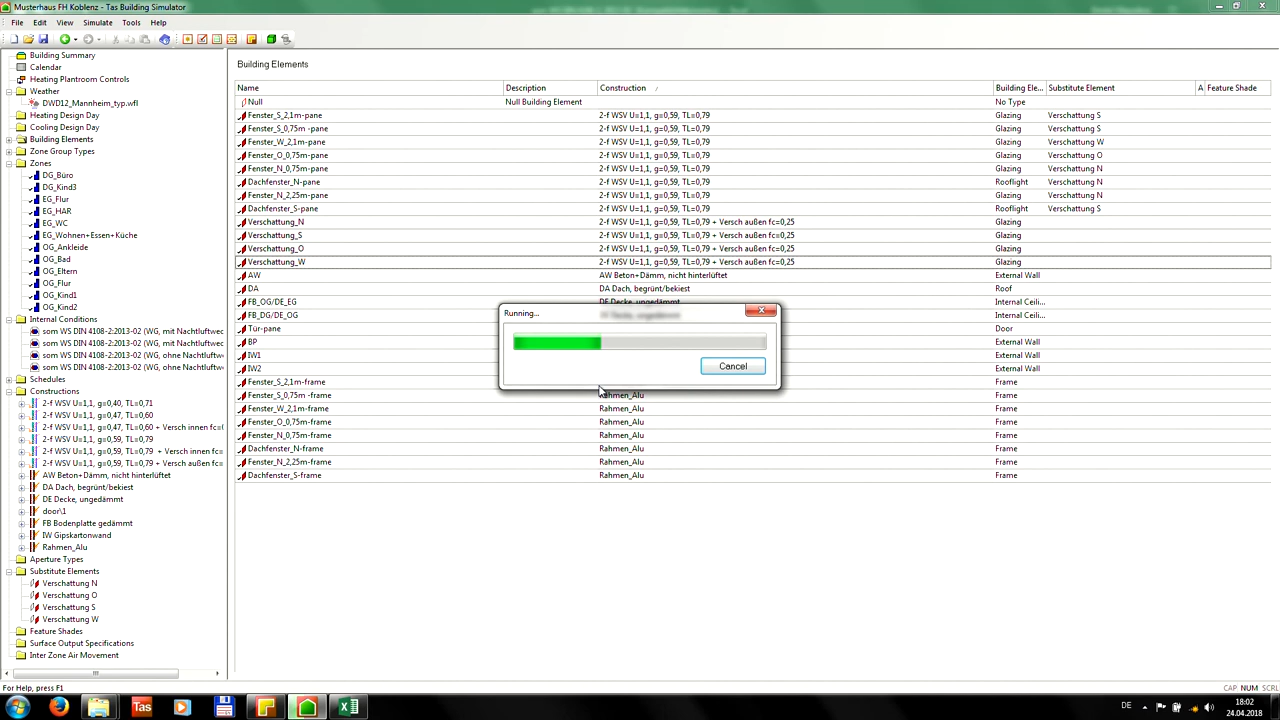 Musterhaus FH Koblenz - Tas Building Simulator
File Edit View Simulate Tools Help
Building Summary
Calendar
Heating Plantroom Controls
Weather
DWD12_Mannheim_typ.wfl
Heating Design Day
Cooling Design Day
Building Elements
Zone Group Types
Zones
DG_Büro
DG_Kind3
EG_Flur
EG_HAR
EG_WC
EG_Wohnen+Essen+Küche
OG_Ankleide
OG_Bad
OG_Eltern
OG_Flur
OG_Kind1
OG_Kind2
Internal Conditions
som WS DIN 4108-2:2013-02 (WG, mit Nachtluftwec
som WS DIN 4108-2:2013-02 (WG, mit Nachtluftwec
som WS DIN 4108-2:2013-02 (WG, ohne Nachtluftwe
som WS DIN 4108-2:2013-02 (WG, ohne Nachtluftwe
Schedules
Constructions
2-f WSV U=1,1, g=0,40, TL=0,71
2-f WSV U=1,1, g=0,47, TL=0,60
2-f WSV U=1,1, g=0,47, TL=0,60 + Versch innen fc=
2-f WSV U=1,1, g=0,59, TL=0,79
2-f WSV U=1,1, g=0,59, TL=0,79 + Versch innen fc=
2-f WSV U=1,1, g=0,59, TL=0,79 + Versch außen fc=
AW Beton+Dämm, nicht hinterlüftet
DA Dach, begrünt/bekiest
DE Decke, ungedämmt
door\1
FB Bodenplatte gedämmt
IW Gipskartonwand
Rahmen_Alu
Aperture Types
Substitute Elements
Verschattung N
Verschattung O
Verschattung S
Verschattung W
Feature Shades
Surface Output Specifications
Inter Zone Air Movement
Building Elements
Name Description Construction Building Ele... Substitute Element A Feature Shade
Null Null Building Element No Type
Fenster_S_2,1m-pane 2-f WSV U=1,1, g=0,59, TL=0,79 Glazing Verschattung S
Fenster_S_0,75m -pane 2-f WSV U=1,1, g=0,59, TL=0,79 Glazing Verschattung S
Fenster_W_2,1m-pane 2-f WSV U=1,1, g=0,59, TL=0,79 Glazing Verschattung W
Fenster_O_0,75m-pane 2-f WSV U=1,1, g=0,59, TL=0,79 Glazing Verschattung O
Fenster_N_0,75m-pane 2-f WSV U=1,1, g=0,59, TL=0,79 Glazing Verschattung N
Dachfenster_N-pane 2-f WSV U=1,1, g=0,59, TL=0,79 Rooflight Verschattung N
Fenster_N_2,25m-pane 2-f WSV U=1,1, g=0,59, TL=0,79 Glazing Verschattung N
Dachfenster_S-pane 2-f WSV U=1,1, g=0,59, TL=0,79 Rooflight Verschattung S
Verschattung_N 2-f WSV U=1,1, g=0,59, TL=0,79 + Versch außen fc=0,25 Glazing
Verschattung_S 2-f WSV U=1,1, g=0,59, TL=0,79 + Versch außen fc=0,25 Glazing
Verschattung_O 2-f WSV U=1,1, g=0,59, TL=0,79 + Versch außen fc=0,25 Glazing
Verschattung_W 2-f WSV U=1,1, g=0,59, TL=0,79 + Versch außen fc=0,25 Glazing
AW AW Beton+Dämm, nicht hinterlüftet External Wall
DA DA Dach, begrünt/bekiest Roof
FB_OG/DE_EG DE Decke, ungedämmt Internal Ceili...
FB_DG/DE_OG Internal Ceili...
Tür-pane Door
BP External Wall
IW1 External Wall
IW2 External Wall
Fenster_S_2,1m-frame Frame
Fenster_S_0,75m -frame Rahmen_Alu Frame
Fenster_W_2,1m-frame Rahmen_Alu Frame
Fenster_O_0,75m-frame Rahmen_Alu Frame
Fenster_N_0,75m-frame Rahmen_Alu Frame
Dachfenster_N-frame Rahmen_Alu Frame
Fenster_N_2,25m-frame Rahmen_Alu Frame
Dachfenster_S-frame Rahmen_Alu Frame
Running...
Cancel
For Help, press F1
CAP NUM SCRL
Tas
DE
18:02
24.04.2018